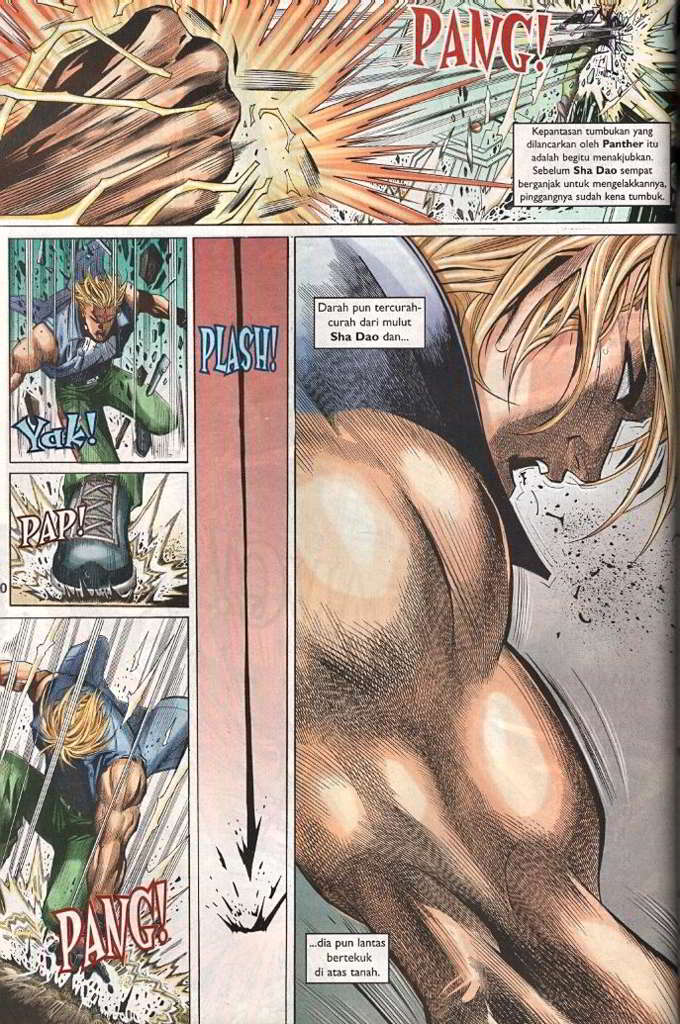 PANG!
Kepantasan tumbukan yang
dilancarkan oleh Panther itu
adalah begitu menakjubkan.
Sebelum Sha Dao sempat
berganjak untuk mengelakkannya,
pinggangnya sudah kena tumbuk.
Yak!
PAP!
PANG!
PLASH!
Darah pun tercurah-
curah dari mulut
Sha Dao dan...
...dia pun lantas
bertekuk
di atas tanah.
0